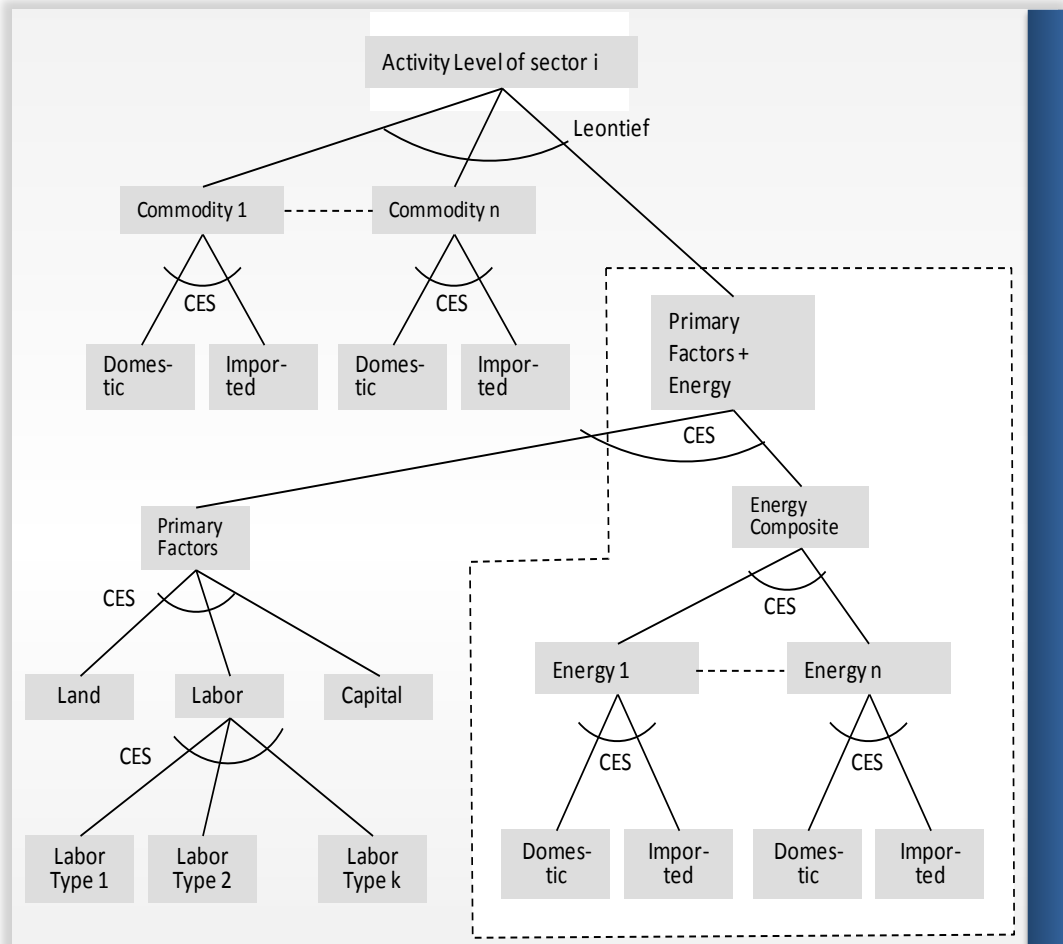 Activity Level of sector i
Leontief
Commodity 1
Commodity n
CES
CES
Domes-
tic
Impor-
ted
Domes-
tic
Impor-
ted
Primary
Factors +
Energy
CES
Primary
Factors
Energy
Composite
CES
CES
Land
Labor
Capital
Energy 1
Energy n
CES
CES
CES
Labor
Type 1
Labor
Type 2
Labor
Type k
Domes-
tic
Impor-
ted
Domes-
tic
Impor-
ted